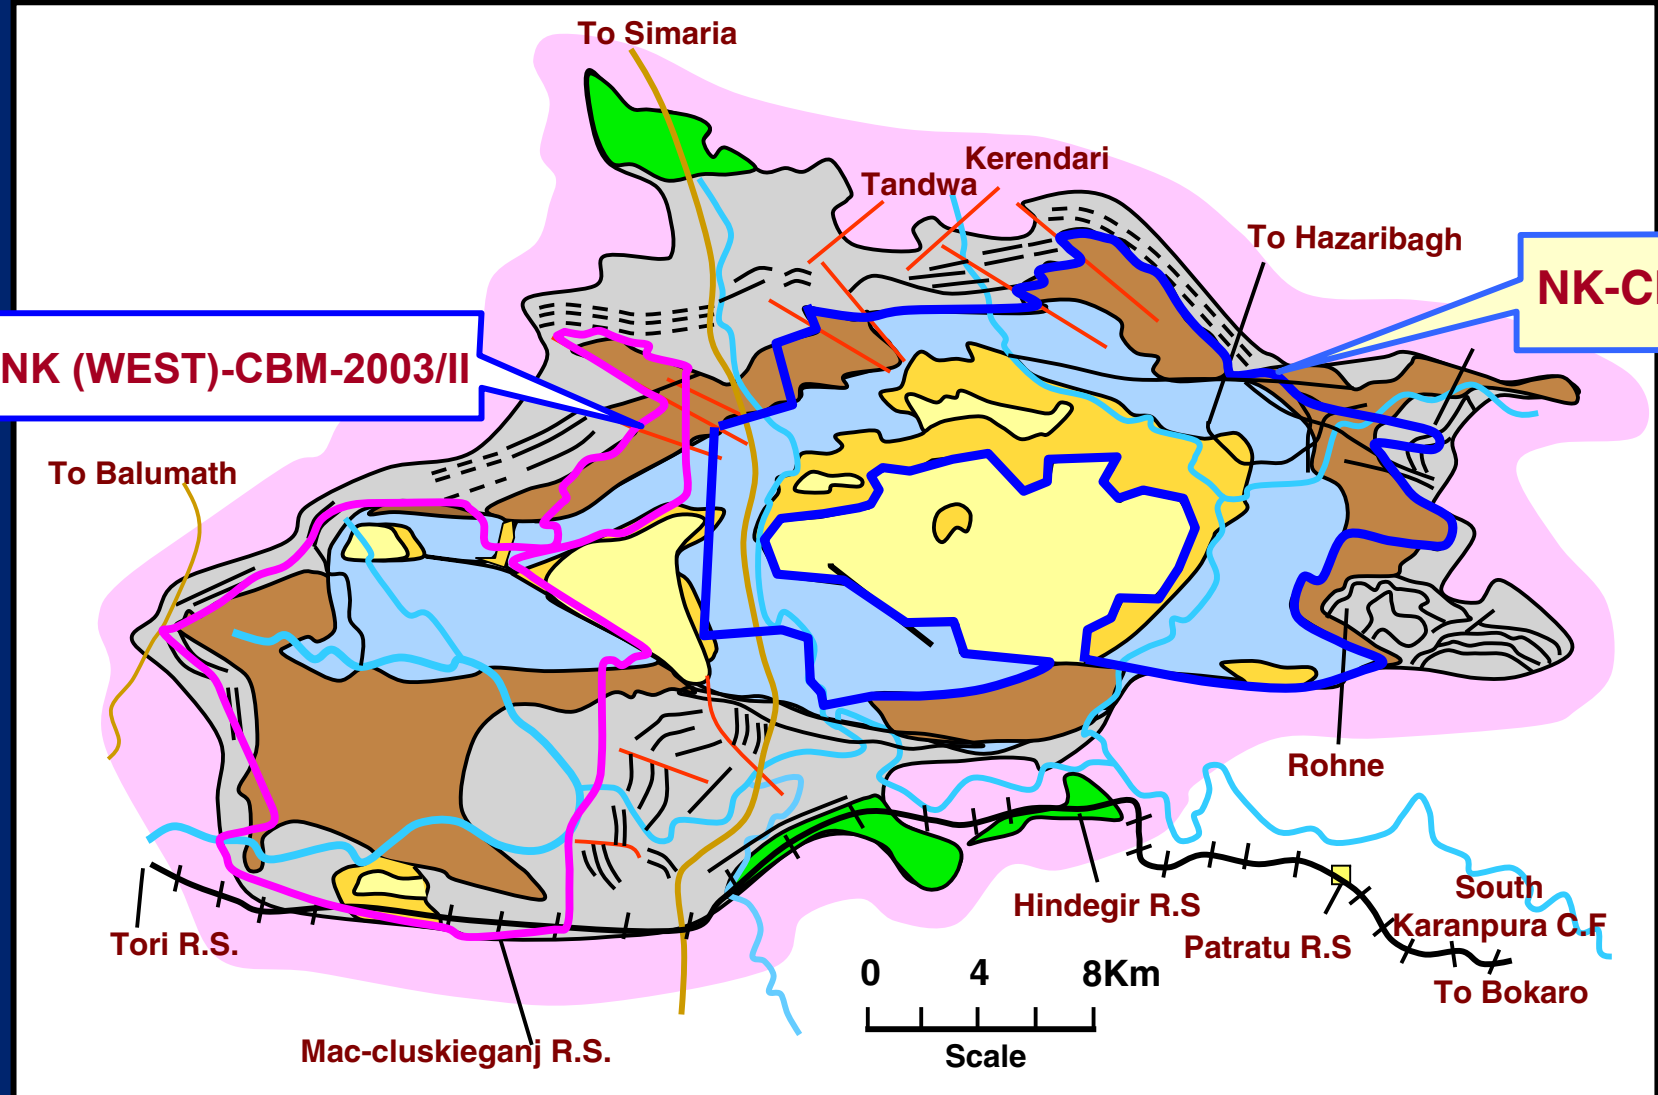 To Simaria
Kerendari
Tandwa
To Hazaribagh
NK-C
NK (WEST)-CBM-2003/II
To Balumath
Rohne
South
Karanpura C.F
Hindegir R.S
Patratu R.S
Tori R.S.
0 4 8Km
To Bokaro
Mac-cluskieganj R.S.
Scale